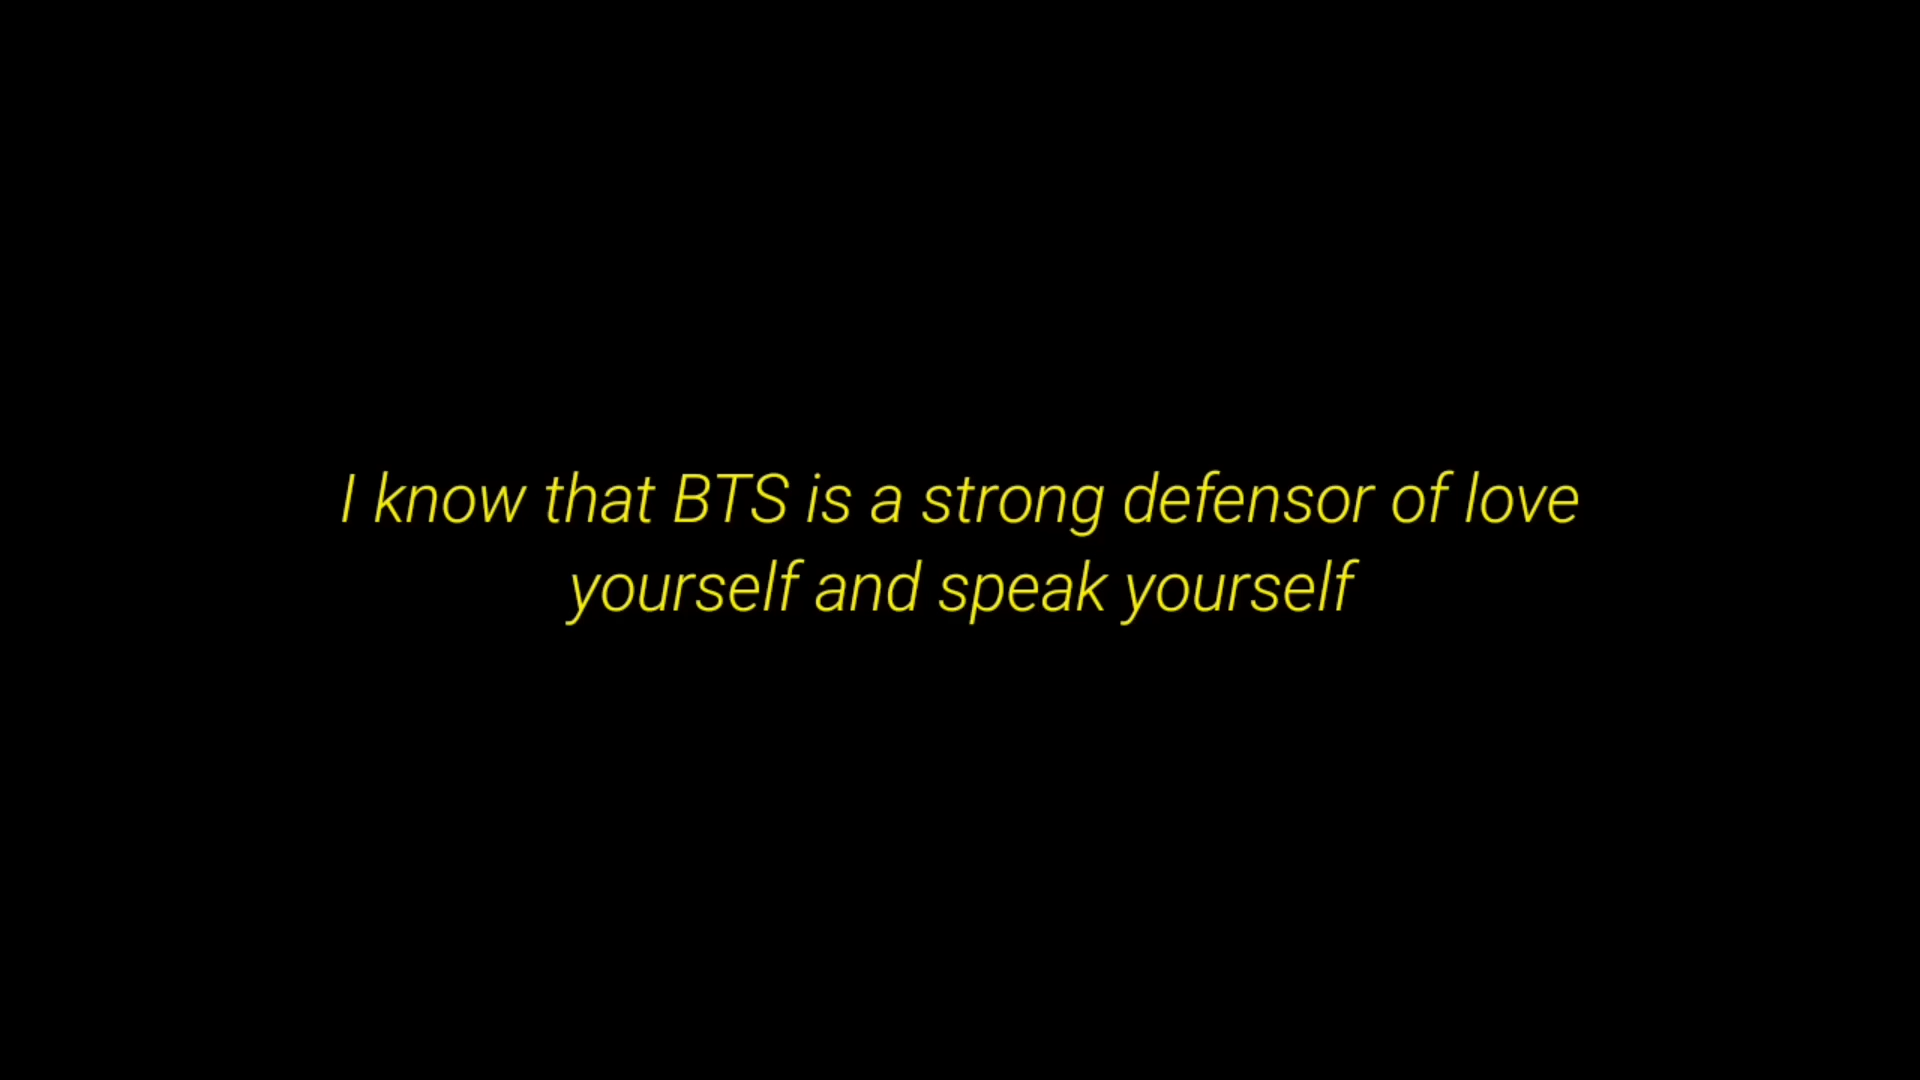 I know that BTS is a strong defensor of love
yourself and speak yourself